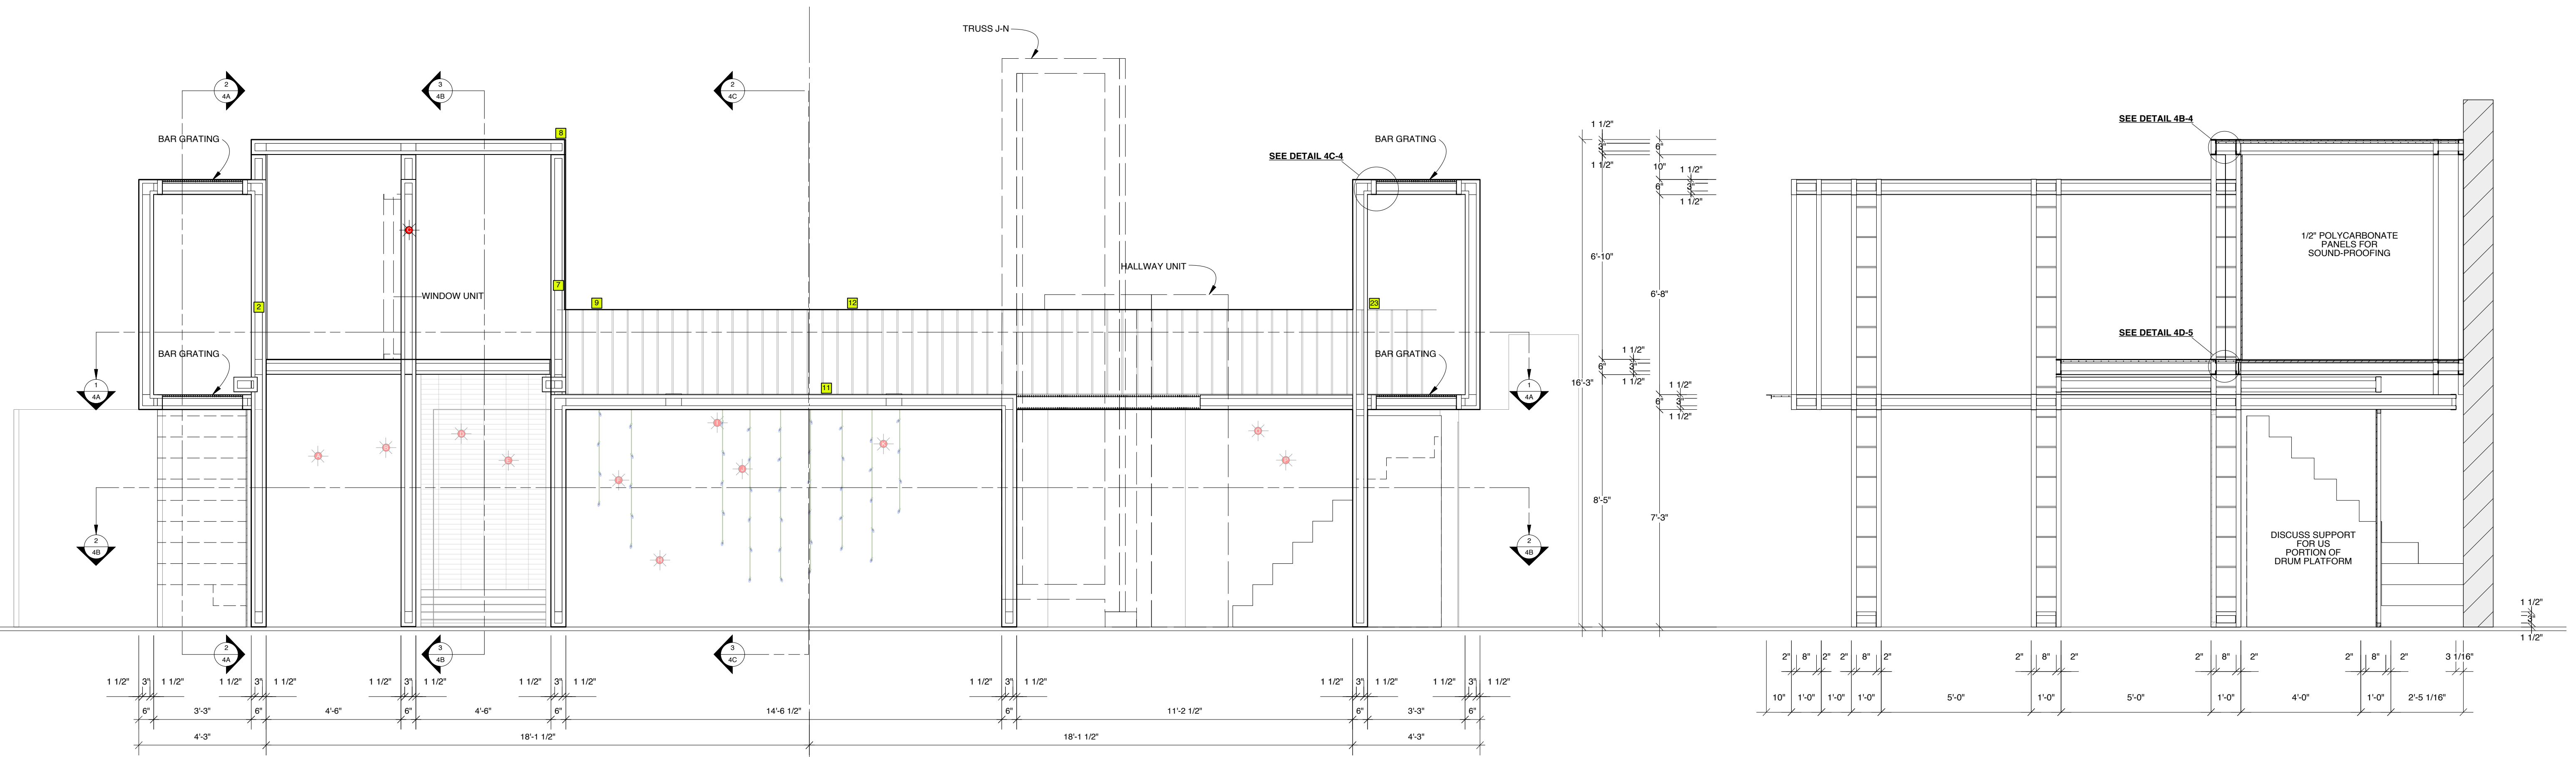 TRUSS J-N
2
4A
3
4B
2
4C
8
BAR GRATING
BAR GRATING
SEE DETAIL 4C-4
SEE DETAIL 4B-4
1 1/2"
3"
6"
1 1/2"
10"
1 1/2"
6"
3"
1 1/2"
1/2" POLYCARBONATE
PANELS FOR
SOUND-PROOFING
6'-10"
HALLWAY UNIT
7
WINDOW UNIT
2
9
12
23
6'-8"
SEE DETAIL 4D-5
BAR GRATING
BAR GRATING
1 1/2"
6"
3"
1 1/2"
16'-3"
1
4A
11
1
4A
1 1/2"
6"
3"
1 1/2"
8'-5"
7'-3"
2
4B
2
4B
DISCUSS SUPPORT
FOR US
PORTION OF
DRUM PLATFORM
1 1/2"
3"
1 1/2"
2
4A
3
4B
3
4C
2" 8" 2" 2" 8" 2" 2" 8" 2" 2" 8" 2" 2" 8" 2" 3 1/16"
1 1/2" 3" 1 1/2" 1 1/2" 3" 1 1/2" 1 1/2" 3" 1 1/2" 1 1/2" 3" 1 1/2" 1 1/2" 3" 1 1/2" 1 1/2" 3" 1 1/2" 1 1/2" 3" 1 1/2"
10" 1'-0" 1'-0" 1'-0" 5'-0" 1'-0" 5'-0" 1'-0" 4'-0" 1'-0" 2'-5 1/16"
6" 3'-3" 6" 4'-6" 6" 4'-6" 6" 14'-6 1/2" 6" 11'-2 1/2" 6" 3'-3" 6"
4'-3" 18'-1 1/2" 18'-1 1/2" 4'-3"